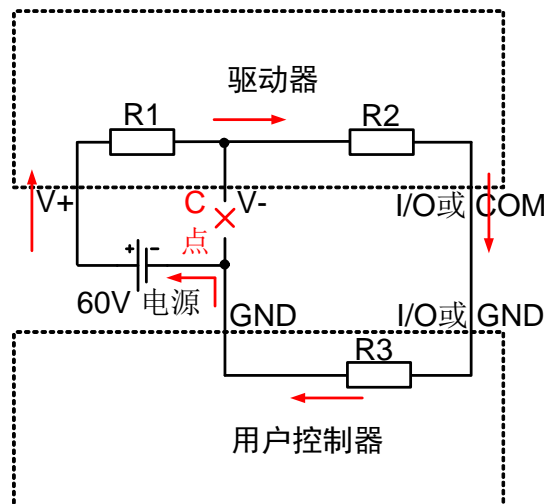 驱动器
R1
R2
V+
C
点
V-
I/O或 COM
60V 电源
GND
I/O或 GND
R3
用户控制器